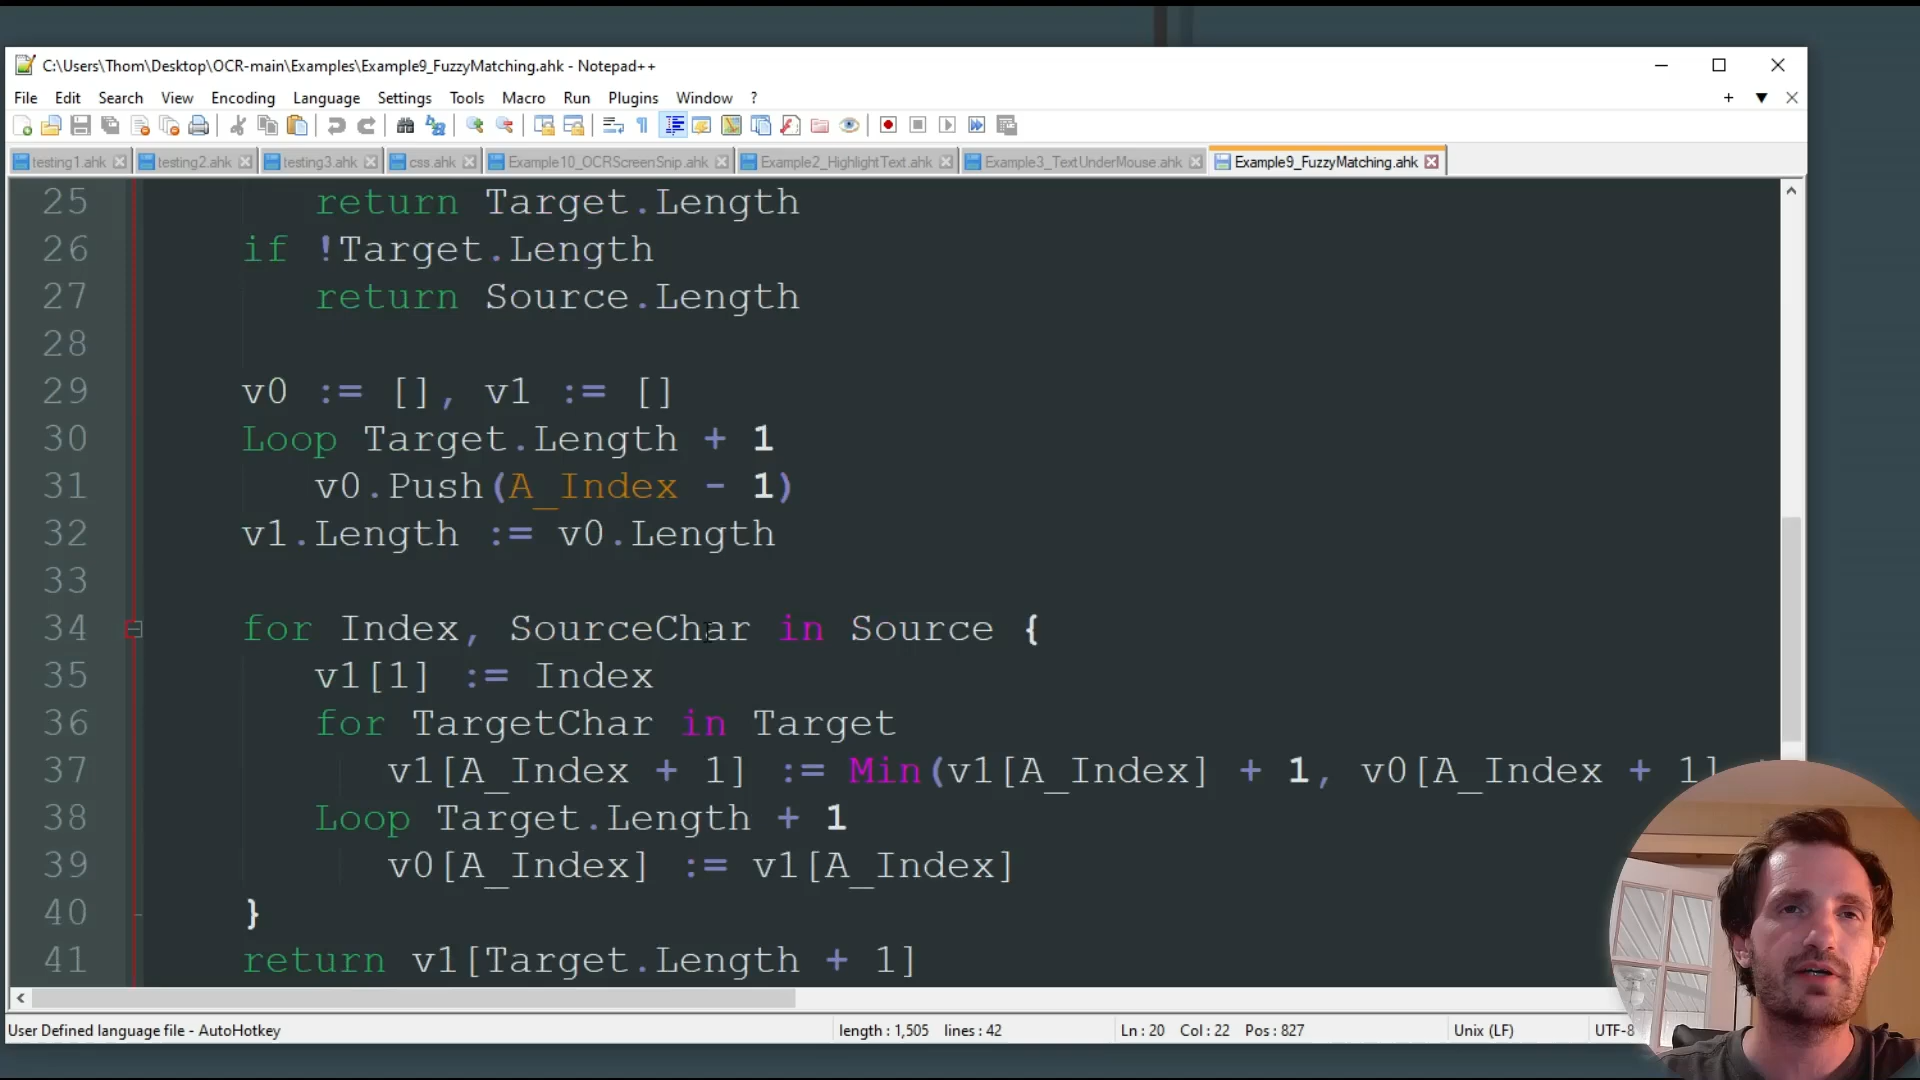 C:\Users\Thom\Desktop\OCR-main\Examples\Example9_FuzzyMatching.ahk - Notepad++
File Edit Search View Encoding Language Settings Tools Macro Run Plugins Window ?
testing1.ahk testing2.ahk testing3.ahk css.ahk Example10_OCRScreenSnip.ahk Example2_HighlightText.ahk Example3_TextUnderMouse.ahk Example9_FuzzyMatching.ahk
25 return Target.Length
26 if !Target.Length
27 return Source.Length
28
29 v0 := [], v1 := []
30 Loop Target.Length + 1
31 v0.Push(A_Index - 1)
32 v1.Length := v0.Length
33
34 for Index, SourceChar in Source {
35 v1[1] := Index
36 for TargetChar in Target
37 v1[A_Index + 1] := Min(v1[A_Index] + 1, v0[A_Index + 1]
38 Loop Target.Length + 1
39 v0[A_Index] := v1[A_Index]
40 }
41 return v1[Target.Length + 1]
User Defined language file - AutoHotkey length : 1,505 lines : 42 Ln : 20 Col : 22 Pos : 827 Unix (LF) UTF-8